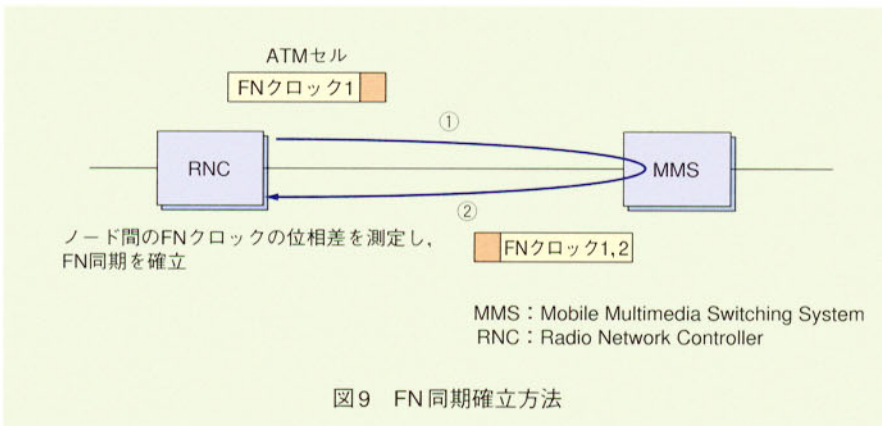 ATMセル
FNクロック1
①
RNC
MMS
②
ノード間のFNクロックの位相差を測定し，
FN同期を確立
FNクロック1,2
MMS：Mobile Multimedia Switching System
RNC：Radio Network Controller
図9　FN同期確立方法